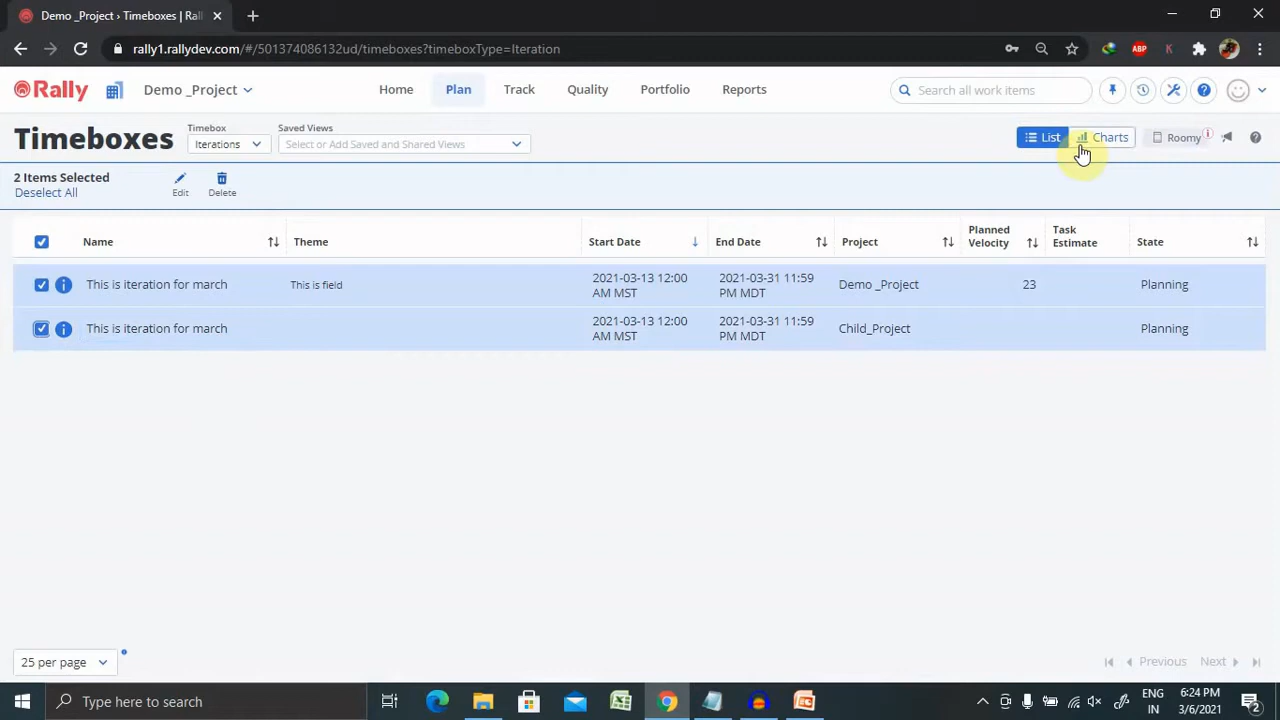 Demo _Project › Timeboxes | Rall
rally1.rallydev.com/#/501374086132ud/timeboxes?timeboxType=Iteration
ABP
K
Rally
Demo _Project
Home
Plan
Track
Quality
Portfolio
Reports
Search all work items
Timeboxes
Timebox
Iterations
Saved Views
Select or Add Saved and Shared Views
List
Charts
Roomy
2 Items Selected
Deselect All
Edit
Delete
Name
Theme
Start Date
End Date
Project
Planned
Velocity
Task
Estimate
State
This is iteration for march
This is field
2021-03-13 12:00
AM MST
2021-03-31 11:59
PM MDT
Demo _Project
23
Planning
This is iteration for march
2021-03-13 12:00
AM MST
2021-03-31 11:59
PM MDT
Child_Project
Planning
25 per page
Previous
Next
Type here to search
ENG
IN
6:24 PM
3/6/2021
2